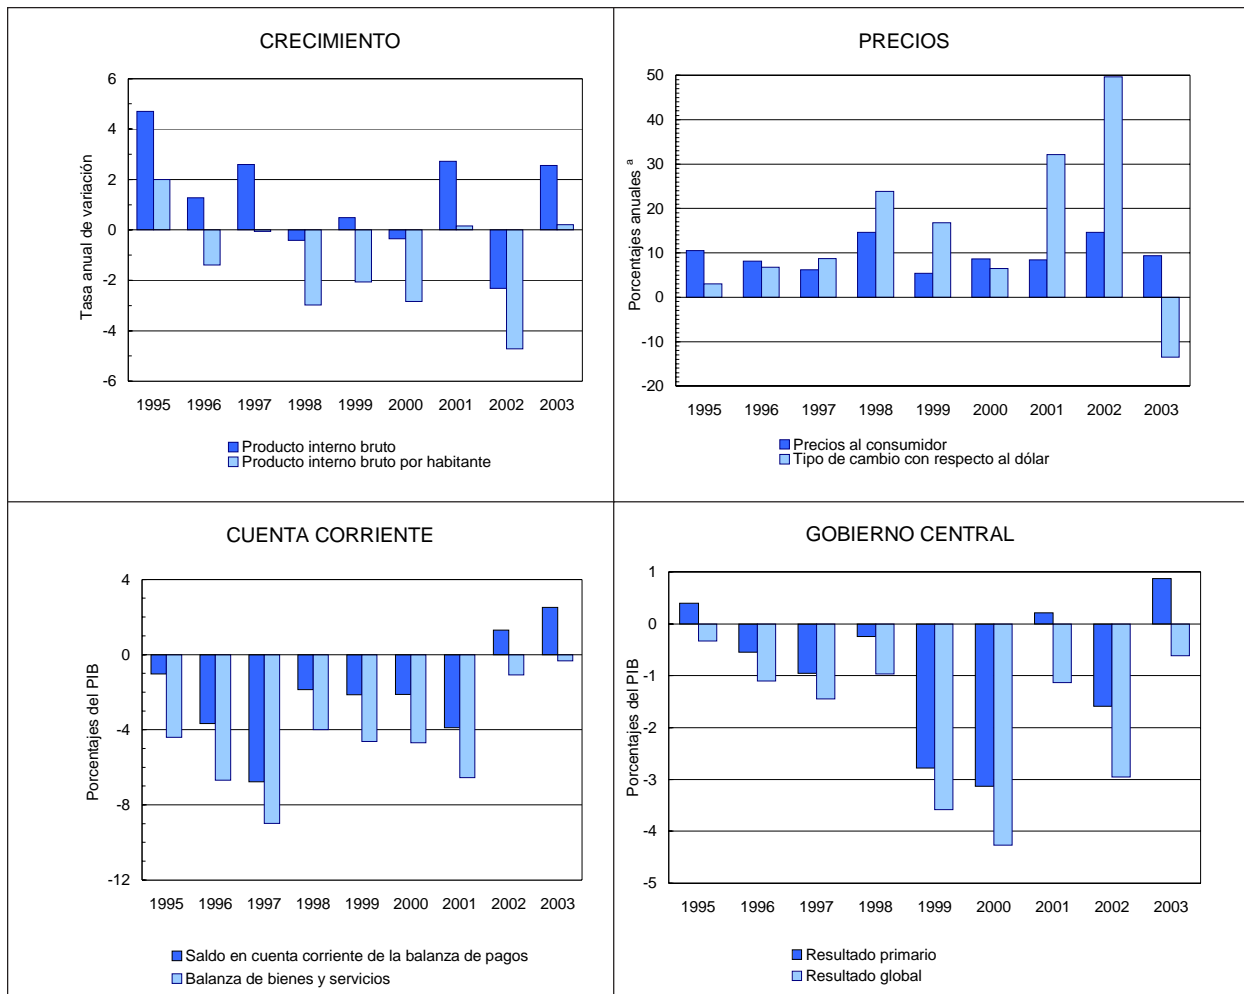 CRECIMIENTO
Tasa anual de variación
6
4
2
0
-2
-4
-6
1995 1996 1997 1998 1999 2000 2001 2002 2003
Producto interno bruto
Producto interno bruto por habitante
PRECIOS
Porcentajes anuales a
50
40
30
20
10
0
-10
-20
1995 1996 1997 1998 1999 2000 2001 2002 2003
Precios al consumidor
Tipo de cambio con respecto al dólar
CUENTA CORRIENTE
Porcentajes del PIB
4
0
-4
-8
-12
1995 1996 1997 1998 1999 2000 2001 2002 2003
Saldo en cuenta corriente de la balanza de pagos
Balanza de bienes y servicios
GOBIERNO CENTRAL
Porcentajes del PIB
1
0
-1
-2
-3
-4
-5
1995 1996 1997 1998 1999 2000 2001 2002 2003
Resultado primario
Resultado global